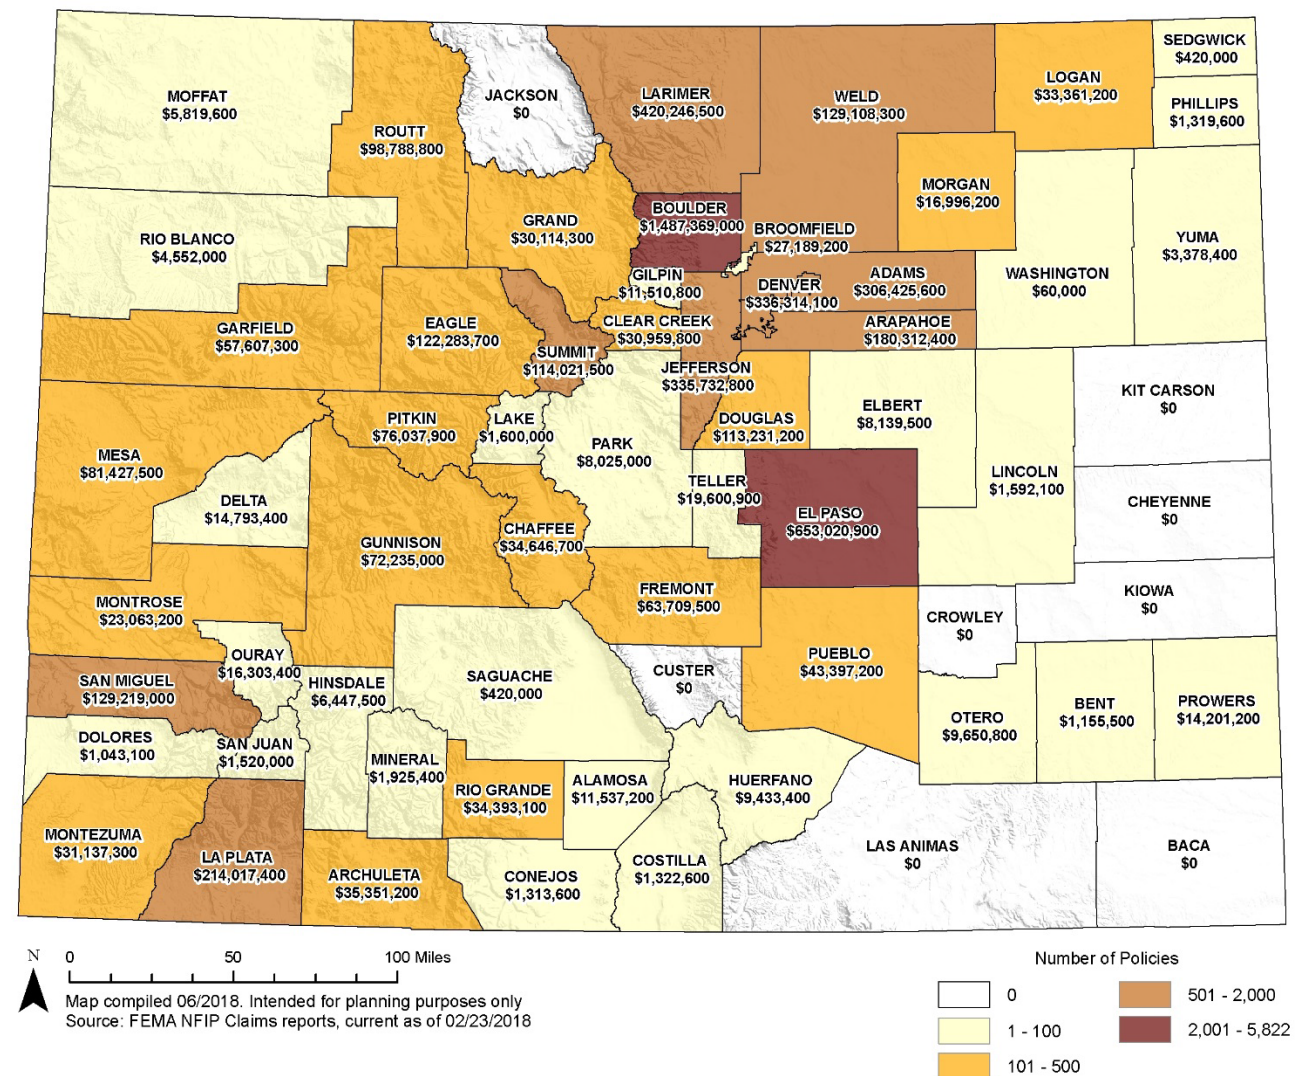 MOFFAT
$5,819,600
ROUTT
$98,788,800
JACKSON
$0
LARIMER
$420,246,500
WELD
$129,108,300
LOGAN
$33,361,200
SEDGWICK
$420,000
PHILLIPS
$1,319,600
MORGAN
$16,996,200
RIO BLANCO
$4,552,000
GRAND
$30,114,300
BOULDER
$1,487,369,000
BROOMFIELD
$27,189,200
YUMA
$3,378,400
WASHINGTON
$60,000
GILPIN
$11,510,800
DENVER
$336,314,100
ADAMS
$306,425,600
GARFIELD
$57,607,300
EAGLE
$122,283,700
CLEAR CREEK
$30,959,800
ARAPAHOE
$180,312,400
SUMMIT
$114,021,500
JEFFERSON
$335,732,800
KIT CARSON
$0
PITKIN
$76,037,900
LAKE
$1,600,000
DOUGLAS
$113,231,200
ELBERT
$8,139,500
MESA
$81,427,500
PARK
$8,025,000
TELLER
$19,600,900
LINCOLN
$1,592,100
DELTA
$14,793,400
CHEYENNE
$0
GUNNISON
$72,235,000
CHAFFEE
$34,646,700
EL PASO
$653,020,900
MONTROSE
$23,063,200
FREMONT
$63,709,500
KIOWA
$0
CROWLEY
$0
OURAY
$16,303,400
SAN MIGUEL
$129,219,000
HINSDALE
$6,447,500
SAGUACHE
$420,000
CUSTER
$0
PUEBLO
$43,397,200
OTERO
$9,650,800
BENT
$1,155,500
PROWERS
$14,201,200
DOLORES
$1,043,100
SAN JUAN
$1,520,000
MINERAL
$1,925,400
RIO GRANDE
$34,393,100
ALAMOSA
$11,537,200
HUERFANO
$9,433,400
MONTEZUMA
$31,137,300
LA PLATA
$214,017,400
ARCHULETA
$35,351,200
CONEJOS
$1,313,600
COSTILLA
$1,322,600
LAS ANIMAS
$0
BACA
$0
N
0 50 100 Miles
Map compiled 06/2018. Intended for planning purposes only
Source: FEMA NFIP Claims reports, current as of 02/23/2018
Number of Policies
0
1 - 100
101 - 500
501 - 2,000
2,001 - 5,822